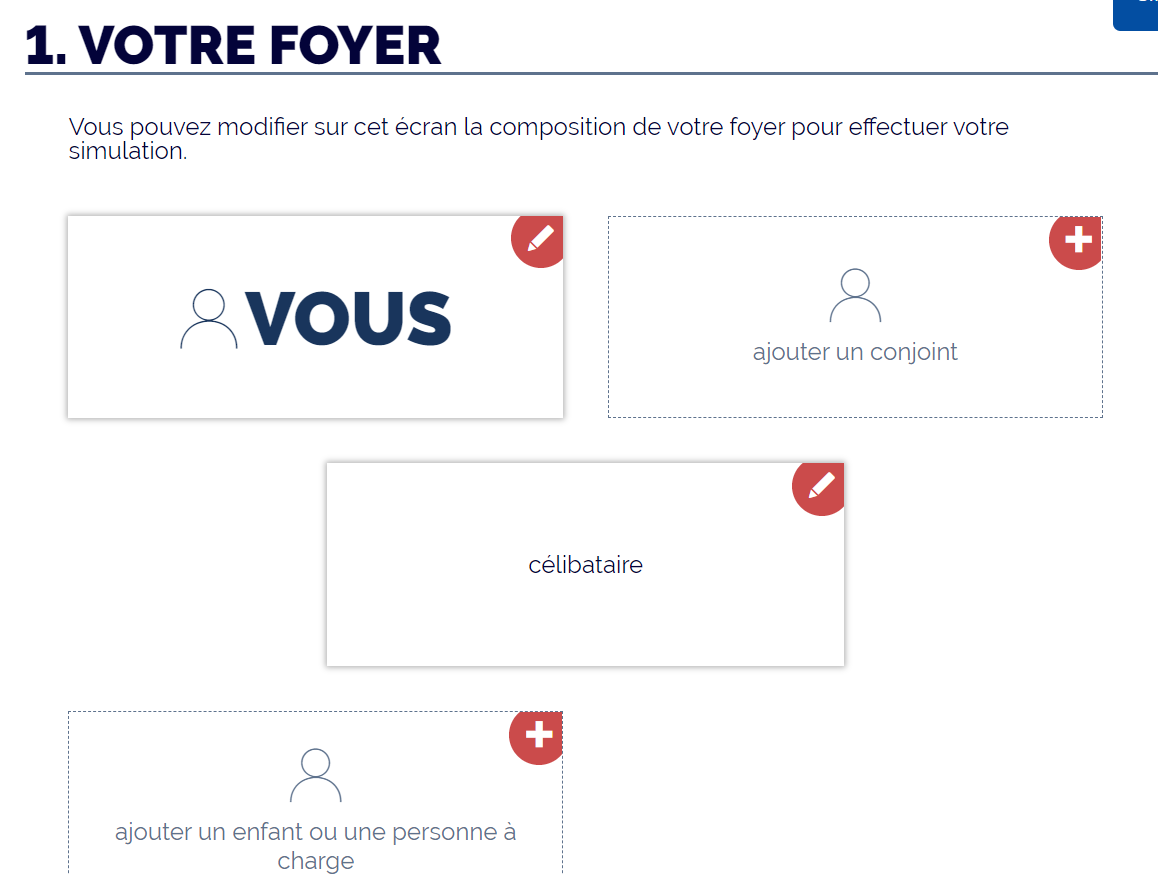 1. VOTRE FOYER
Vous pouvez modifier sur cet écran la composition de votre foyer pour effectuer votre
simulation.
VOUS
ajouter un conjoint
célibataire
ajouter un enfant ou une personne à
charge